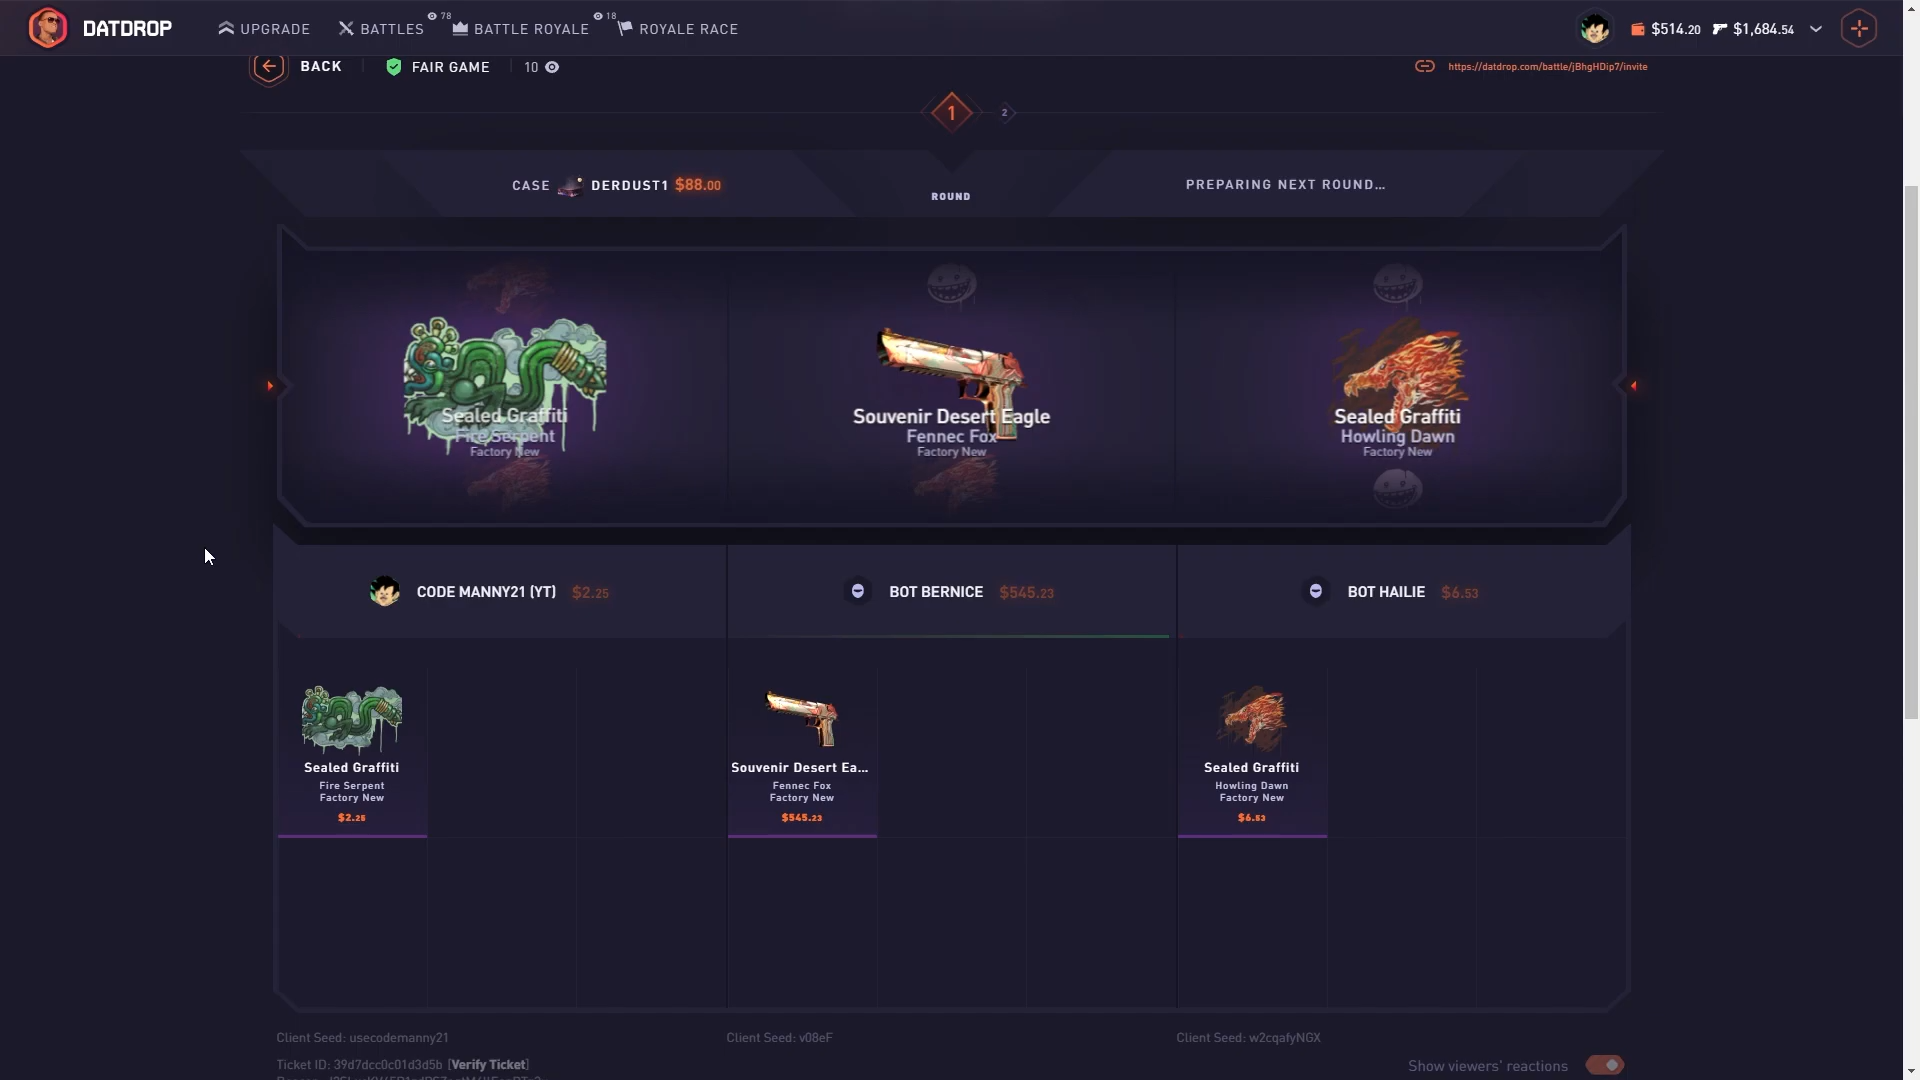 DATDROP
UPGRADE
BATTLES
78
BATTLE ROYALE
18
ROYALE RACE
$514.20
$1,684.54
BACK
FAIR GAME
10
https://datdrop.com/battle/jBhgHDip7/invite
1
2
CASE DERDUST1 $88.00
ROUND
PREPARING NEXT ROUND...
Sealed Graffiti
Fire Serpent
Factory New
Souvenir Desert Eagle
Fennec Fox
Factory New
Sealed Graffiti
Howling Dawn
Factory New
CODE MANNY21 (YT) $2.25
BOT BERNICE $545.23
BOT HAILIE $6.53
Sealed Graffiti
Fire Serpent
Factory New
$2.25
Souvenir Desert Ea...
Fennec Fox
Factory New
$545.23
Sealed Graffiti
Howling Dawn
Factory New
$6.53
Client Seed: usecodemanny21
Client Seed: v08eF
Client Seed: w2cqafyNGX
Ticket ID: 39d7dcc0c01d3d5b [Verify Ticket]
Show viewers' reactions